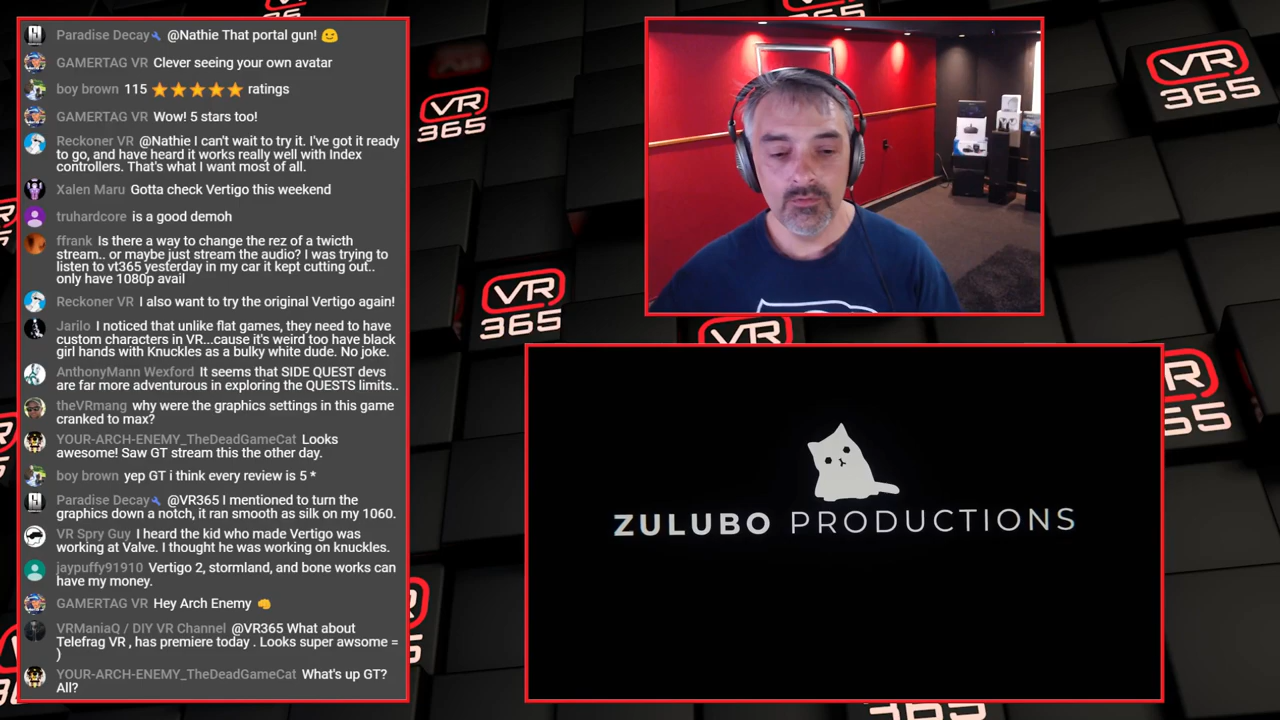 Paradise Decay @Nathie That portal gun!
GAMERTAG VR Clever seeing your own avatar
boy brown 115 ⭐⭐⭐⭐⭐ ratings
GAMERTAG VR Wow! 5 stars too!
Reckoner VR @Nathie I can't wait to try it. I've got it ready
to go, and have heard it works really well with Index
controllers. That's what I want most of all.
Xalen Maru Gotta check Vertigo this weekend
truhardcore is a good demoh
ffrank Is there a way to change the rez of a twicth
stream.. or maybe just stream the audio? I was trying to
listen to vt365 yesterday in my car it kept cutting out..
only have 1080p avail
Reckoner VR I also want to try the original Vertigo again!
Jarilo I noticed that unlike flat games, they need to have
custom characters in VR...cause it's weird too have black
girl hands with Knuckles as a bulky white dude. No joke.
AnthonyMann Wexford It seems that SIDE QUEST devs
are far more adventurous in exploring the QUESTS limits..
theVRmang why were the graphics settings in this game
cranked to max?
YOUR-ARCH-ENEMY_TheDeadGameCat Looks
awesome! Saw GT stream this the other day.
boy brown yep GT i think every review is 5 *
Paradise Decay @VR365 I mentioned to turn the
graphics down a notch, it ran smooth as silk on my 1060.
VR Spry Guy I heard the kid who made Vertigo was
working at Valve. I thought he was working on knuckles.
jaypuffy91910 Vertigo 2, stormland, and bone works can
have my money.
GAMERTAG VR Hey Arch Enemy 👊
VRManiaQ / DIY VR Channel @VR365 What about
Telefrag VR , has premiere today . Looks super awsome =
)
YOUR-ARCH-ENEMY_TheDeadGameCat What's up GT?
All?
VR
365
VR
365
VR
365
VR
ZULUBO PRODUCTIONS
365